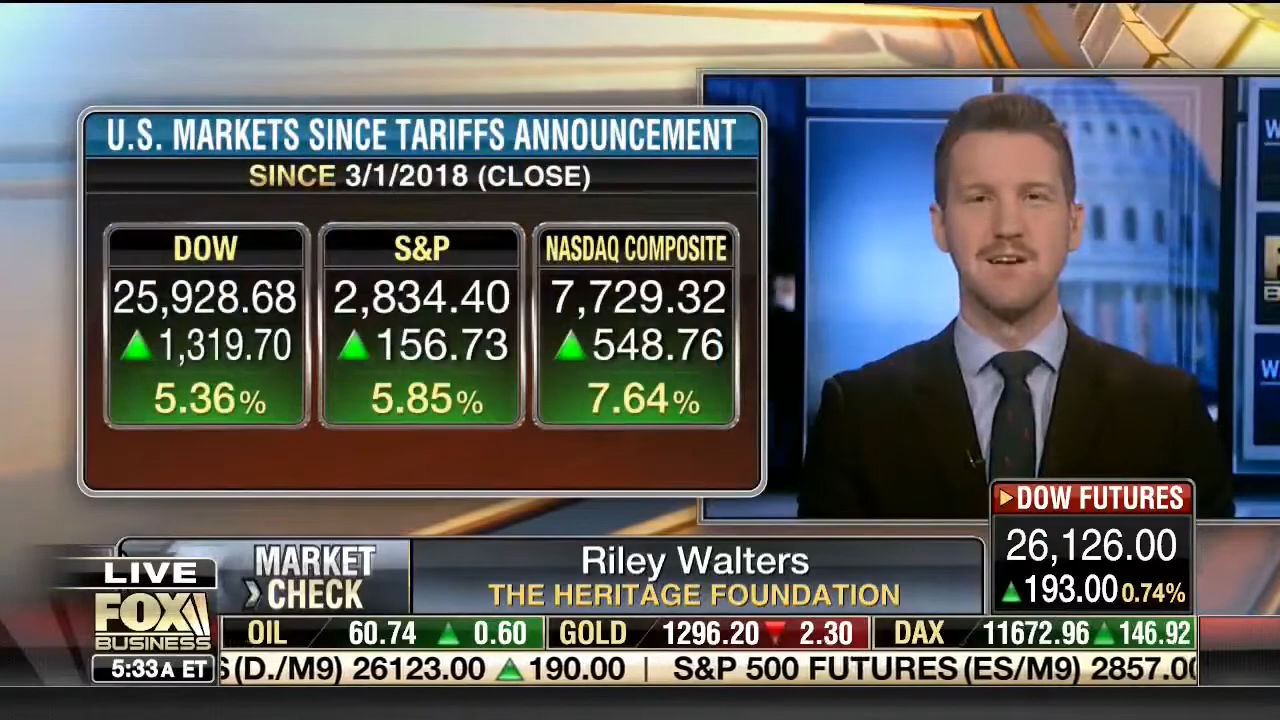 U.S. MARKETS SINCE TARIFFS ANNOUNCEMENT
SINCE 3/1/2018 (CLOSE)
DOW
25,928.68
▲1,319.70
5.36%
S&P
2,834.40
▲156.73
5.85%
NASDAQ COMPOSITE
7,729.32
▲548.76
7.64%
DOW FUTURES
26,126.00
▲193.00 0.74%
MARKET
CHECK
Riley Walters
THE HERITAGE FOUNDATION
LIVE
FOX
BUSINESS
5:33A ET
OIL 60.74 ▲ 0.60
GOLD 1296.20 ▼ 2.30
DAX 11672.96 ▲ 146.92
S(D./M9) 26123.00 ▲190.00 | S&P 500 FUTURES(ES/M9) 2857.00